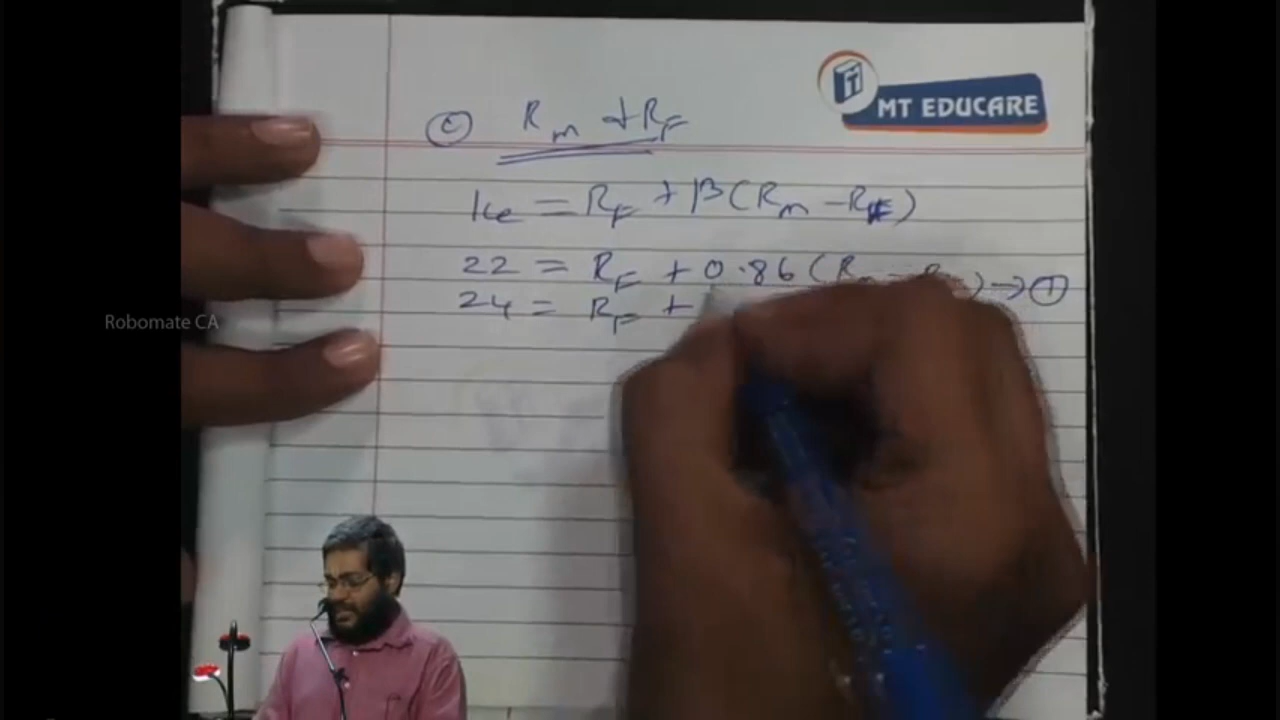 MT EDUCARE
c Rm & RF
Ke = RF + β(Rm - RF)
22 = RF + 0.86 (Rm - RF) → 1
24 = RF +
Robomate CA